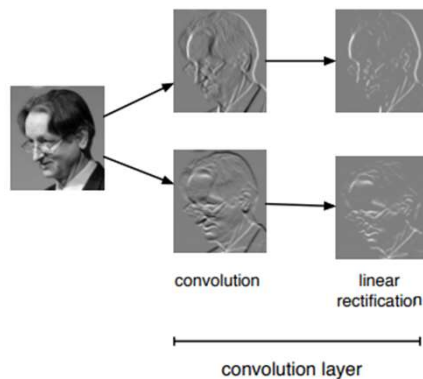 convolution
linear
rectification
convolution layer